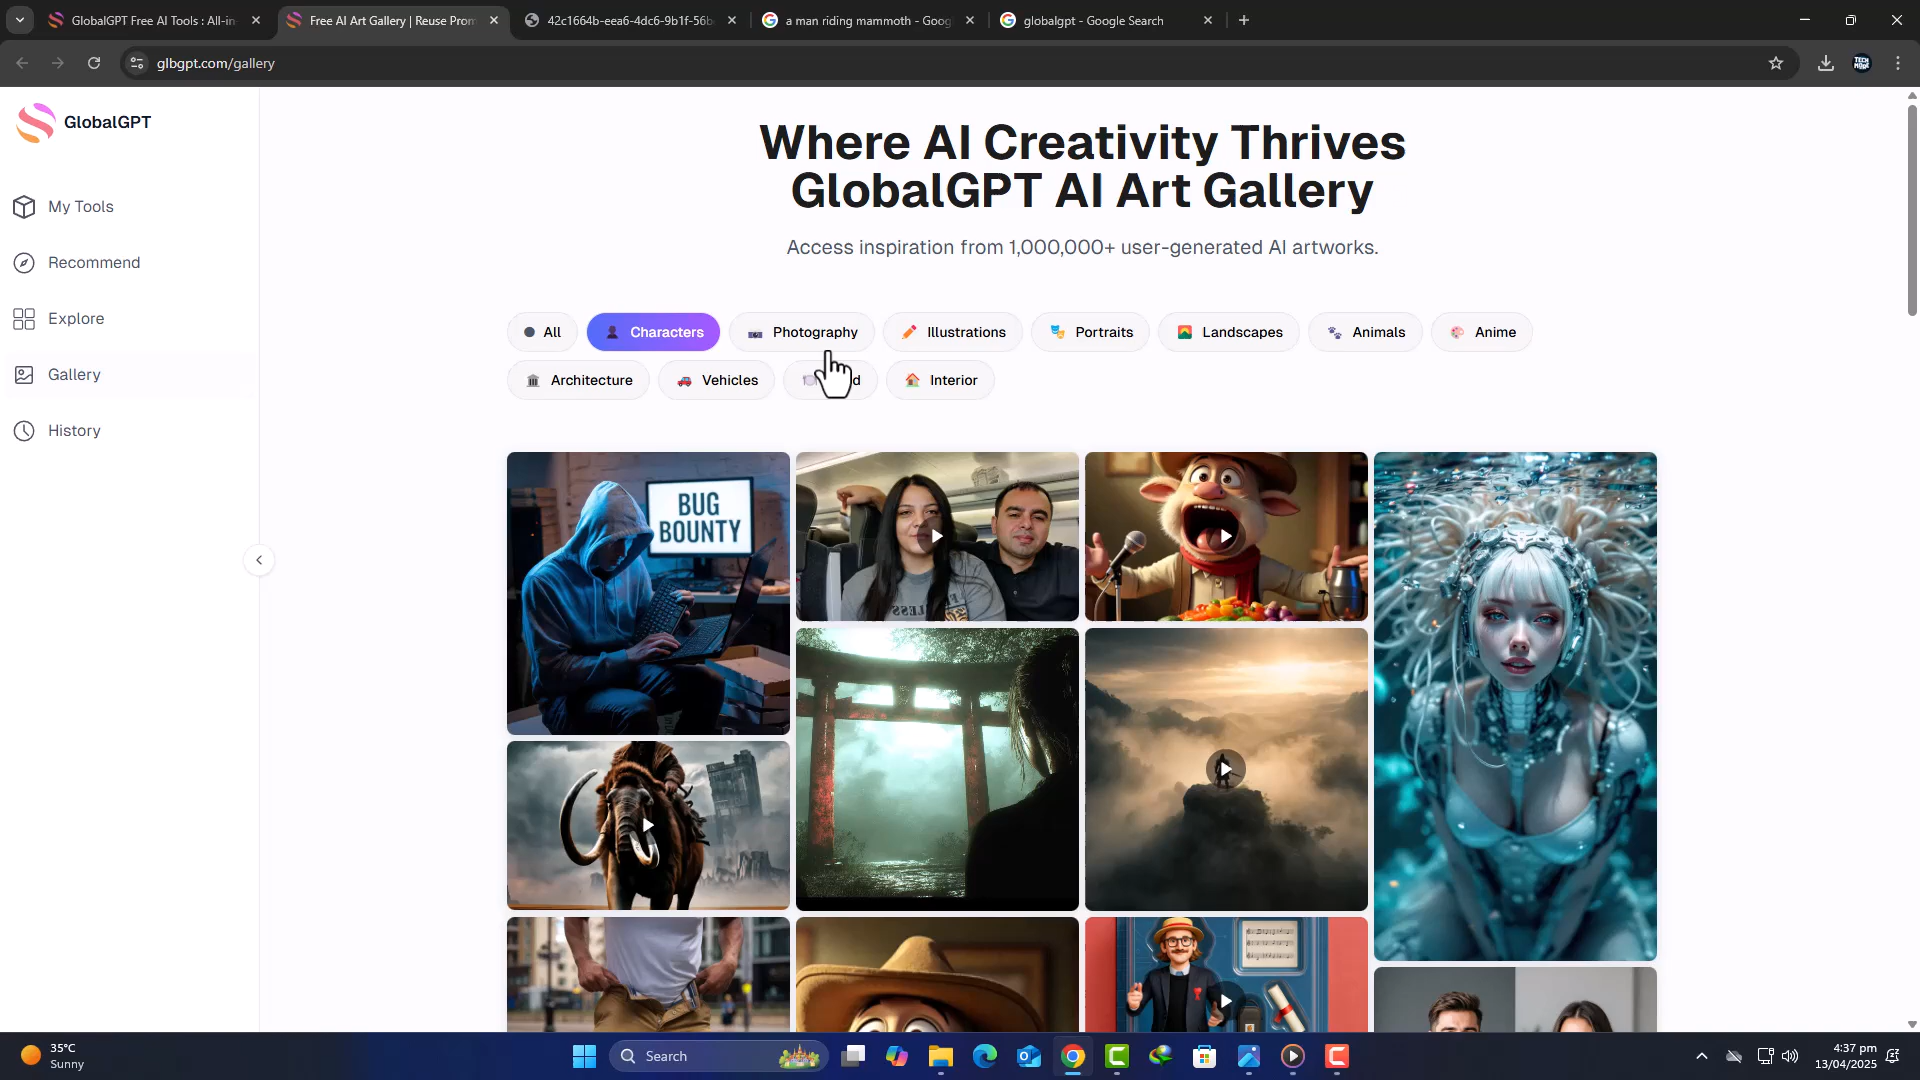 GlobalGPT Free AI Tools : All-in
Free AI Art Gallery | Reuse Prom
42c1664b-eea6-4dc6-9b1f-56b
a man riding mammoth - Goog
globalgpt - Google Search
glbgpt.com/gallery
GlobalGPT
My Tools
Recommend
Explore
Gallery
History
Where AI Creativity Thrives
GlobalGPT AI Art Gallery
Access inspiration from 1,000,000+ user-generated AI artworks.
All
Characters
Photography
Illustrations
Portraits
Landscapes
Animals
Anime
Architecture
Vehicles
Interior
BUG
BOUNTY
35°C
Sunny
Search
4:37 pm
13/04/2025